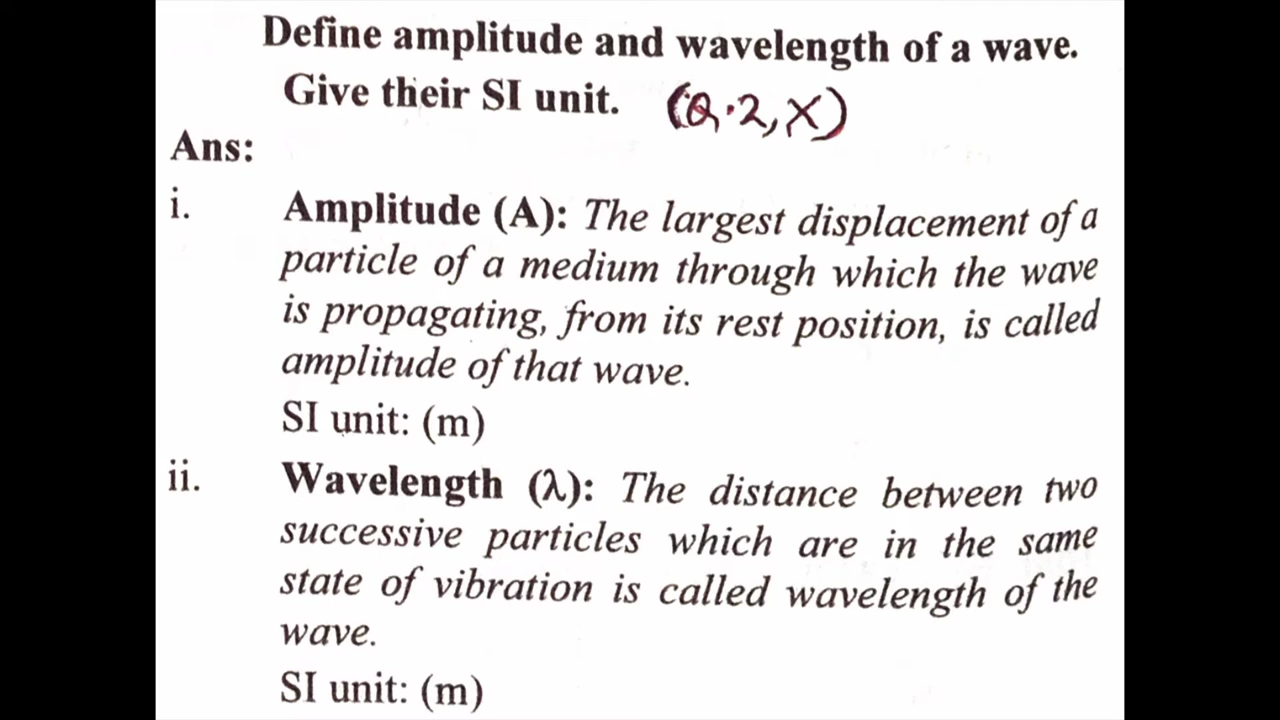 Define amplitude and wavelength of a wave.
Give their SI unit. (Q.2, X)
Ans:
i. Amplitude (A): The largest displacement of a
particle of a medium through which the wave
is propagating, from its rest position, is called
amplitude of that wave.
SI unit: (m)
ii. Wavelength (λ): The distance between two
successive particles which are in the same
state of vibration is called wavelength of the
wave.
SI unit: (m)